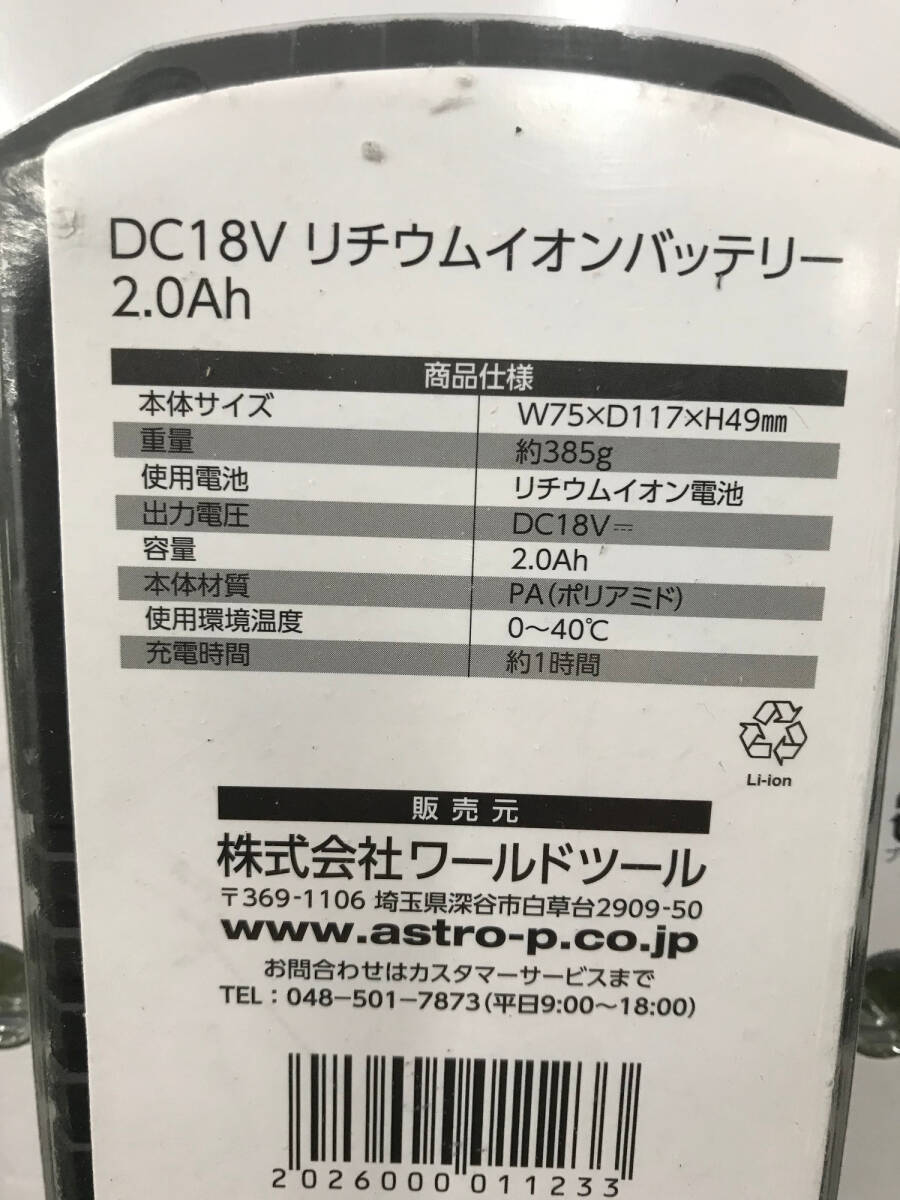 DC18V リチウムイオンバッテリー
2.0Ah
商品仕様
本体サイズ W75×D117×H49㎜
重量 約385g
使用電池 リチウムイオン電池
出力電圧 DC18V⎓
容量 2.0Ah
本体材質 PA(ポリアミド)
使用環境温度 0～40℃
充電時間 約1時間
Li-ion
販売元
株式会社ワールドツール
〒369-1106 埼玉県深谷市白草台2909-50
www.astro-p.co.jp
お問合わせはカスタマーサービスまで
TEL：048-501-7873(平日9:00～18:00)
2026000011233